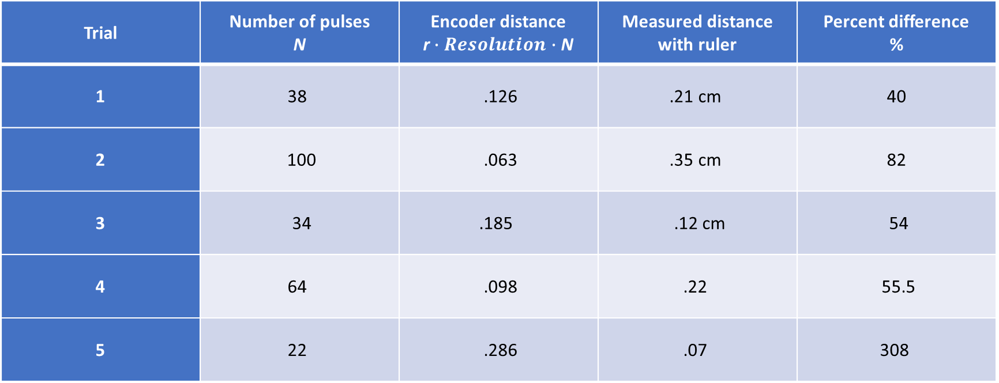 Trial
Number of pulses
N
Encoder distance
r · Resolution · N
Measured distance
with ruler
Percent difference
%
1
38
.126
.21 cm
40
2
100
.063
.35 cm
82
3
34
.185
.12 cm
54
4
64
.098
.22
55.5
5
22
.286
.07
308